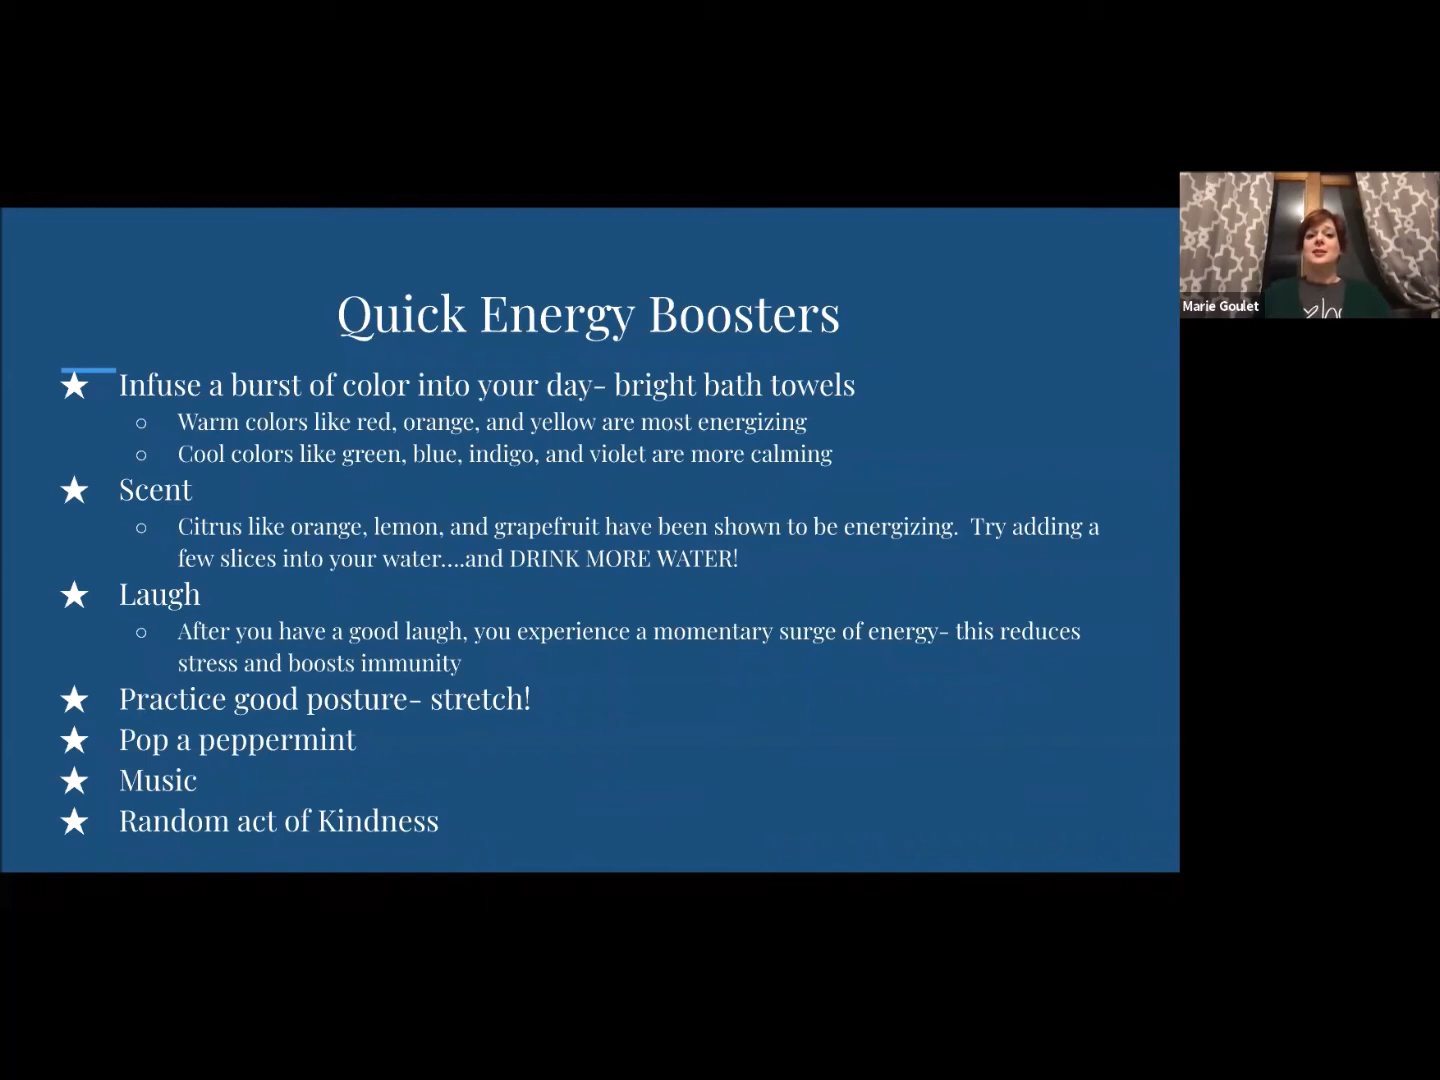 Quick Energy Boosters
★ Infuse a burst of color into your day- bright bath towels
○ Warm colors like red, orange, and yellow are most energizing
○ Cool colors like green, blue, indigo, and violet are more calming
★ Scent
○ Citrus like orange, lemon, and grapefruit have been shown to be energizing.  Try adding a
few slices into your water....and DRINK MORE WATER!
★ Laugh
○ After you have a good laugh, you experience a momentary surge of energy- this reduces
stress and boosts immunity
★ Practice good posture- stretch!
★ Pop a peppermint
★ Music
★ Random act of Kindness
Marie Goulet